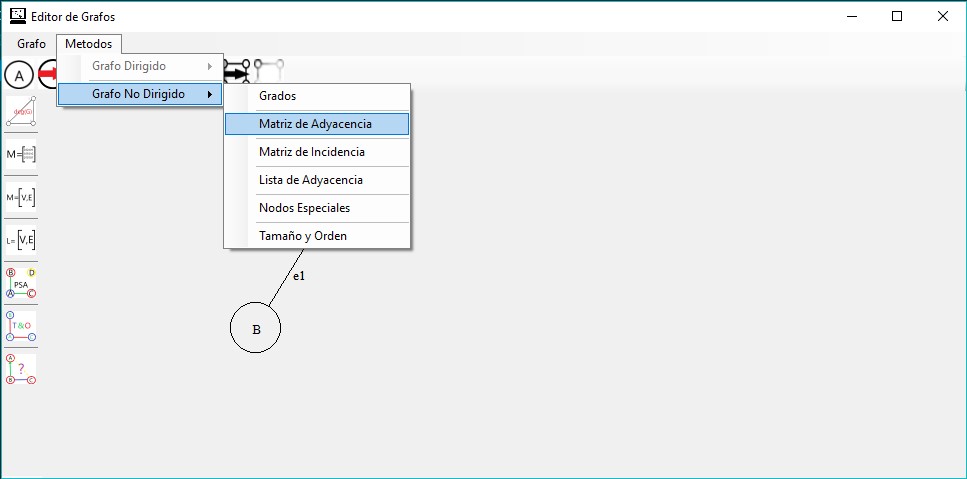 Editor de Grafos
Grafo Metodos
Grafo Dirigido
A
Grafo No Dirigido
Grados
deg(G)
Matriz de Adyacencia
Matriz de Incidencia
M=
Lista de Adyacencia
M=[V,E]
Nodos Especiales
Tamaño y Orden
L=[V,E]
e1
B D
PSA
A C
B
T&O
A
?
B C